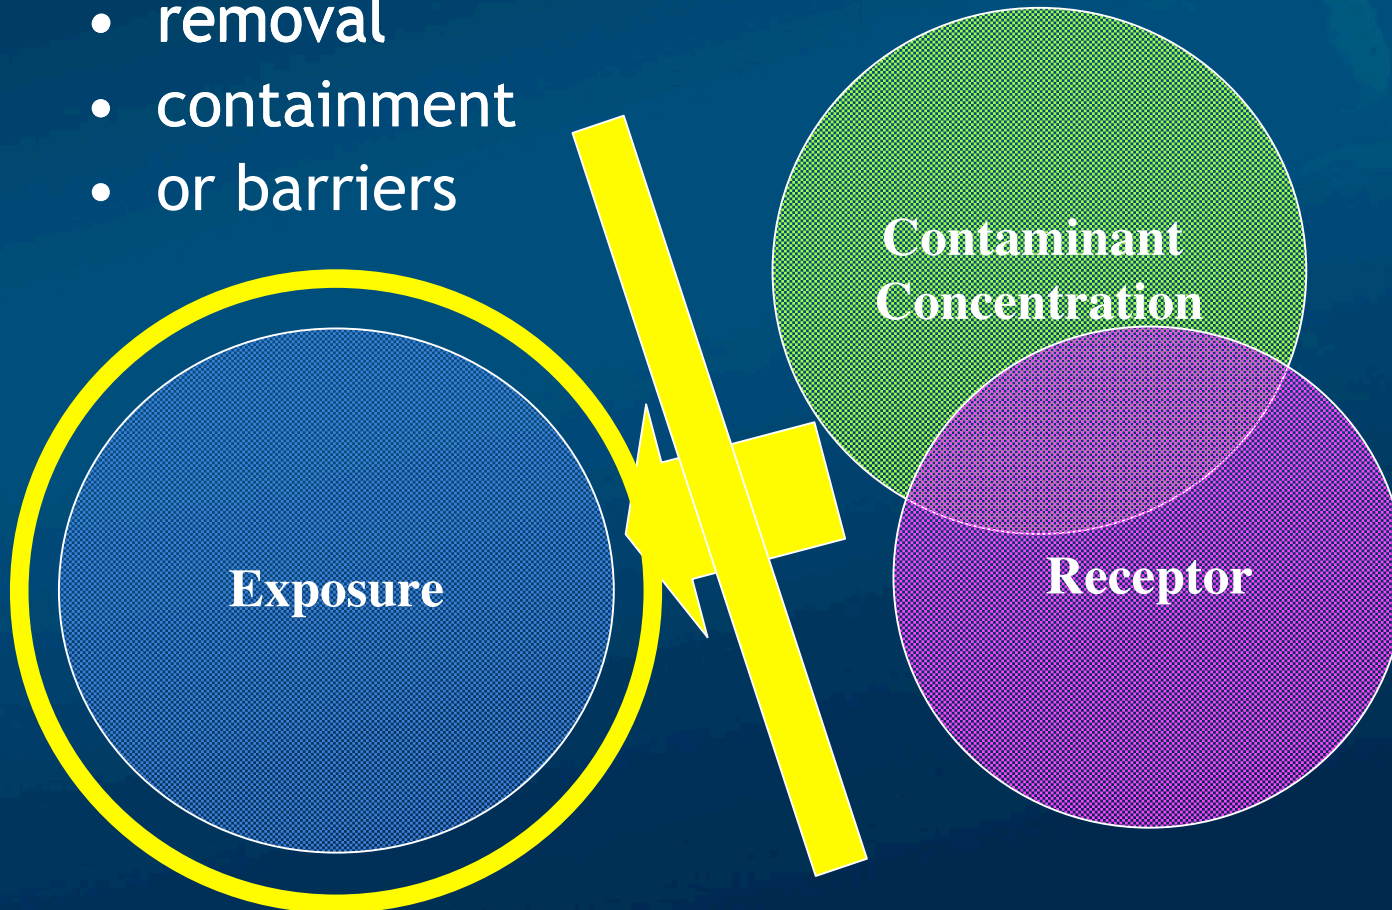 • removal
• containment
• or barriers
Contaminant
Concentration
Exposure
Receptor